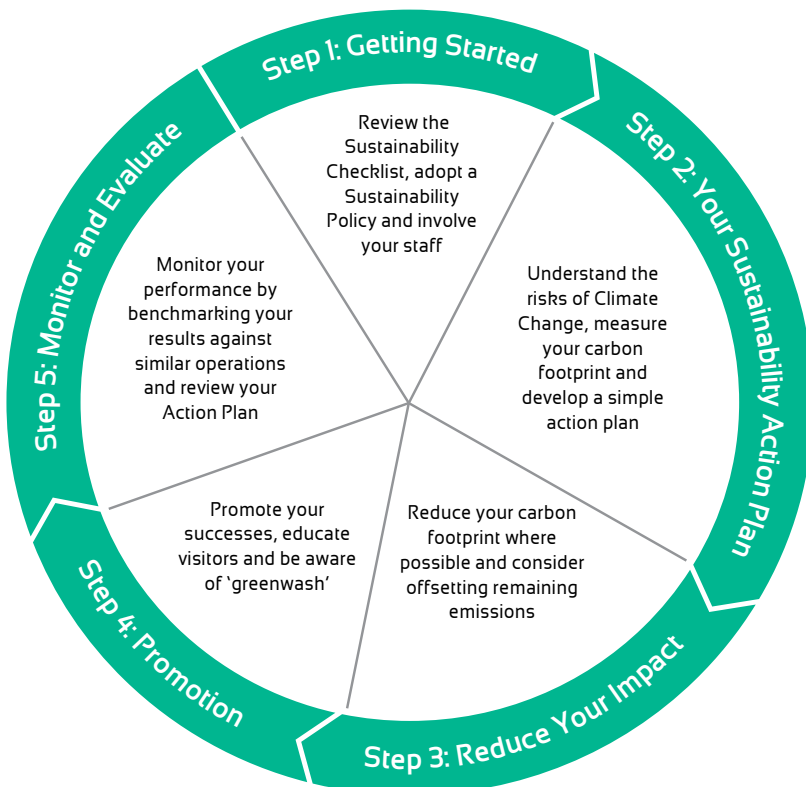 Step 1: Getting Started
Review the
Sustainability
Checklist, adopt a
Sustainability
Policy and involve
your staff
Step 2: Your Sustainability Action Plan
Understand the
risks of Climate
Change, measure
your carbon
footprint and
develop a simple
action plan
Step 3: Reduce Your Impact
Reduce your carbon
footprint where
possible and consider
offsetting remaining
emissions
Step 4: Promotion
Promote your
successes, educate
visitors and be aware
of ‘greenwash’
Step 5: Monitor and Evaluate
Monitor your
performance by
benchmarking your
results against
similar operations
and review your
Action Plan